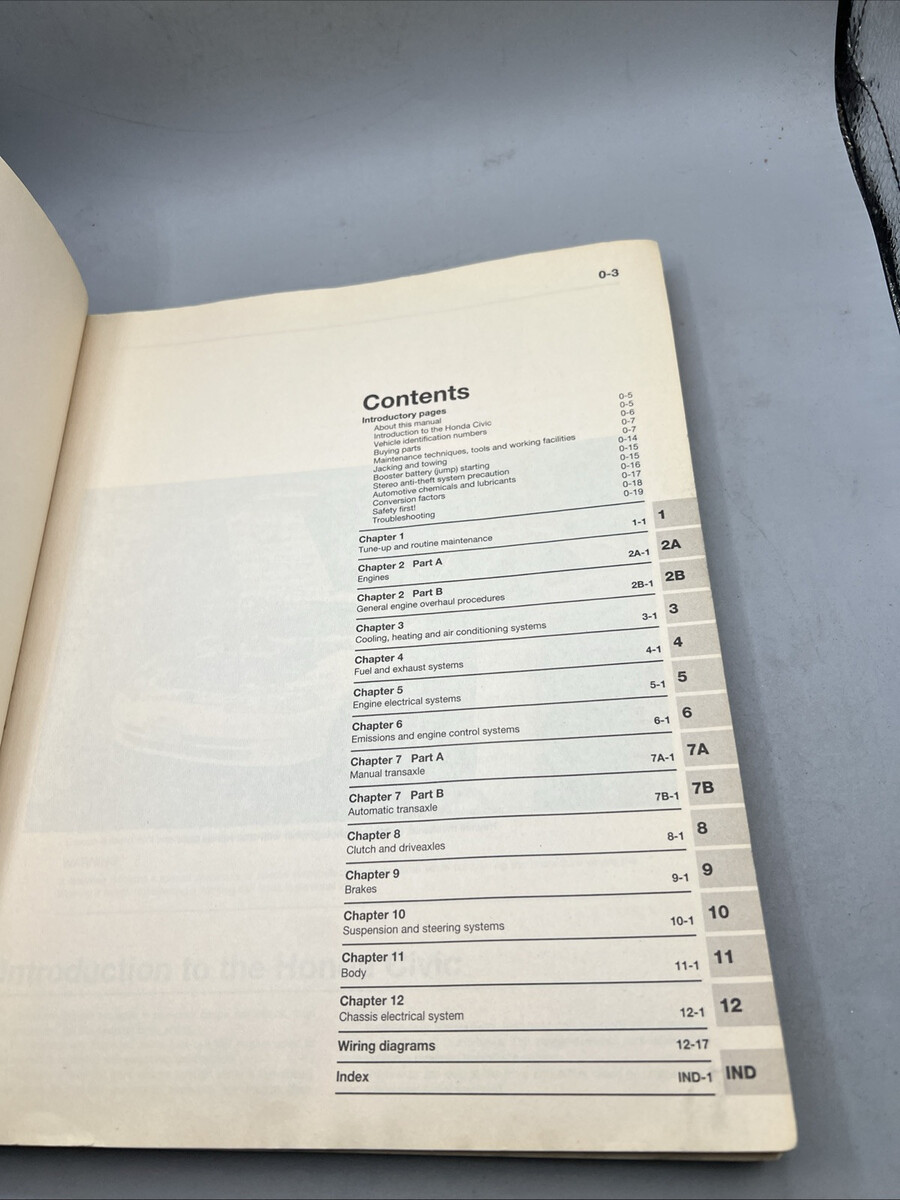 0-3
Contents
Introductory pages
About this manual 0-5
Introduction to the Honda Civic 0-5
Vehicle identification numbers 0-6
Buying parts 0-7
Maintenance techniques, tools and working facilities 0-7
Jacking and towing 0-14
Booster battery (jump) starting 0-15
Stereo anti-theft system precaution 0-15
Automotive chemicals and lubricants 0-16
Conversion factors 0-17
Safety first! 0-18
Troubleshooting 0-19
Chapter 1
Tune-up and routine maintenance 1-1 1
Chapter 2 Part A
Engines 2A-1 2A
Chapter 2 Part B
General engine overhaul procedures 2B-1 2B
Chapter 3
Cooling, heating and air conditioning systems 3-1 3
Chapter 4
Fuel and exhaust systems 4-1 4
Chapter 5
Engine electrical systems 5-1 5
Chapter 6
Emissions and engine control systems 6-1 6
Chapter 7 Part A
Manual transaxle 7A-1 7A
Chapter 7 Part B
Automatic transaxle 7B-1 7B
Chapter 8
Clutch and driveaxles 8-1 8
Chapter 9
Brakes 9-1 9
Chapter 10
Suspension and steering systems 10-1 10
Chapter 11
Body 11-1 11
Chapter 12
Chassis electrical system 12-1 12
Wiring diagrams 12-17
Index IND-1 IND
Introduction to the Honda Civic